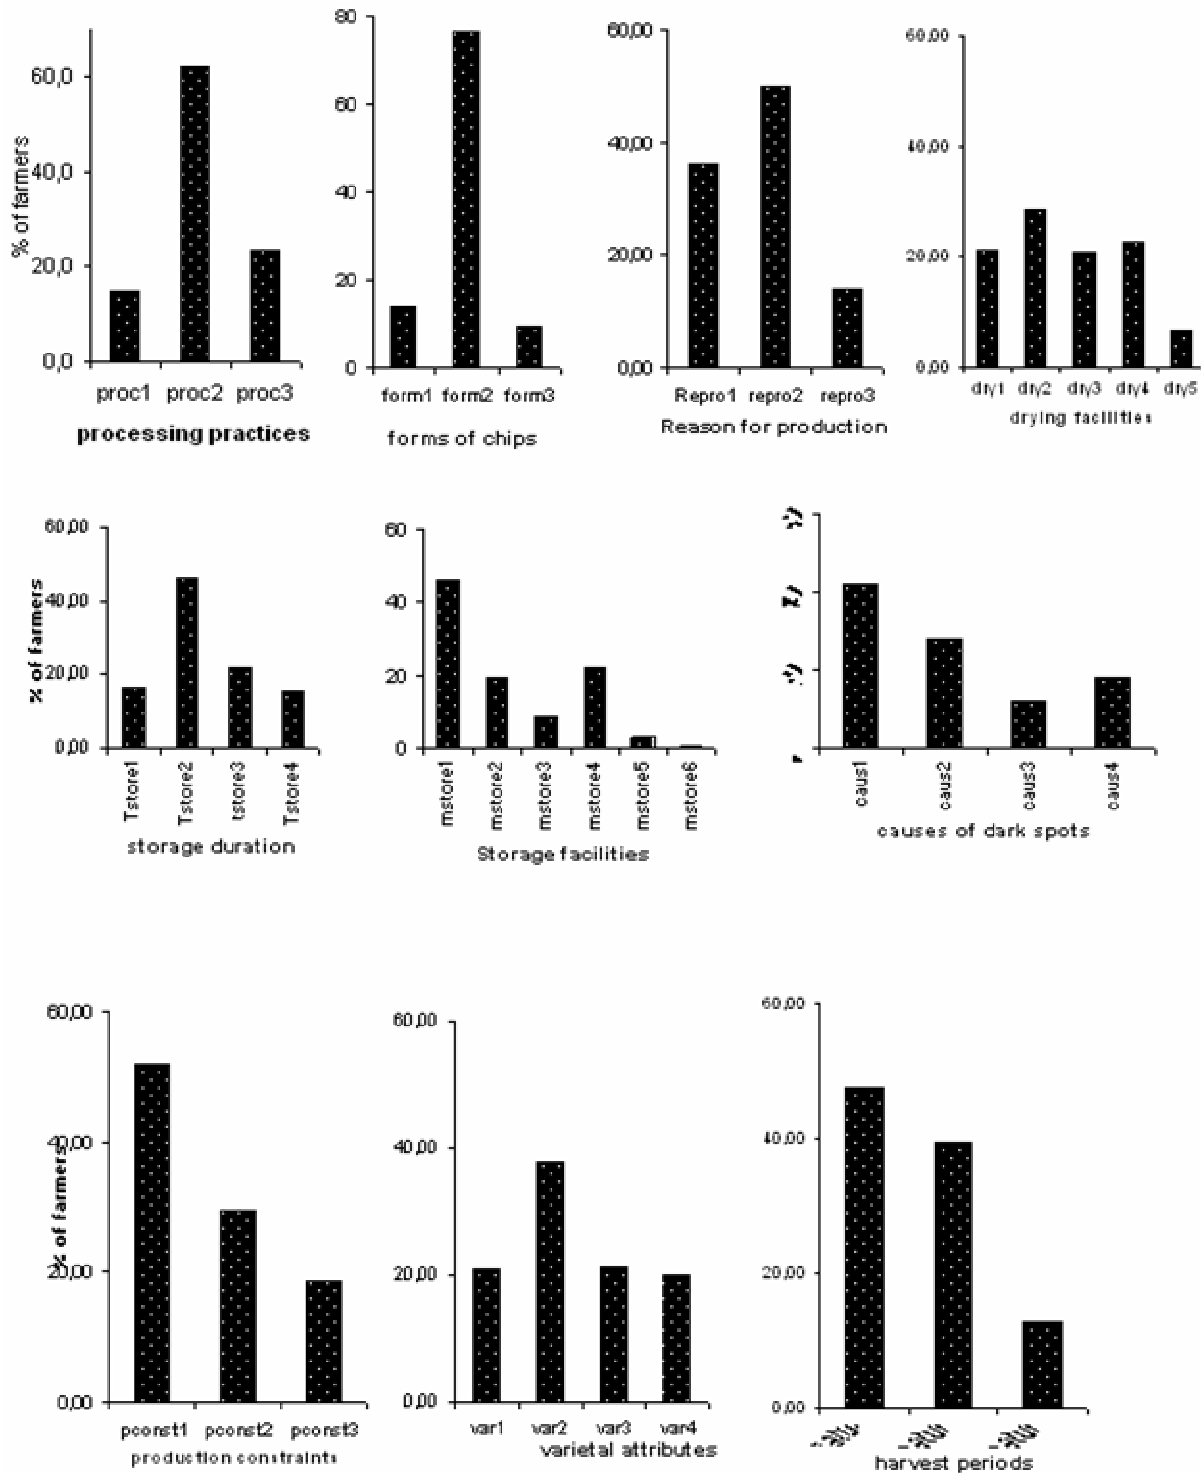 % of farmers
60,0
40,0
20,0
0,0
proc1 proc2 proc3
processing practices
80
60
40
20
0
form1 form2 form3
forms of chips
60,00
40,00
20,00
0,00
Repro1 repro2 repro3
Reason for production
60,00
40,00
20,00
0,00
dry1 dry2 dry3 dry4 dry5
drying facilities
% of farmers
60,00
40,00
20,00
0,00
Tstore1
Tstore2
tstore3
Tstore4
storage duration
60
40
20
0
mstore1
mstore2
mstore3
mstore4
mstore5
mstore6
Storage facilities
caus1
caus2
caus3
caus4
causes of dark spots
% of farmers
60,00
40,00
20,00
0,00
pconst1 pconst2 pconst3
production constraints
60,00
40,00
20,00
0,00
var1 var2 var3 var4
varietal attributes
60,00
40,00
20,00
0,00
harvest periods